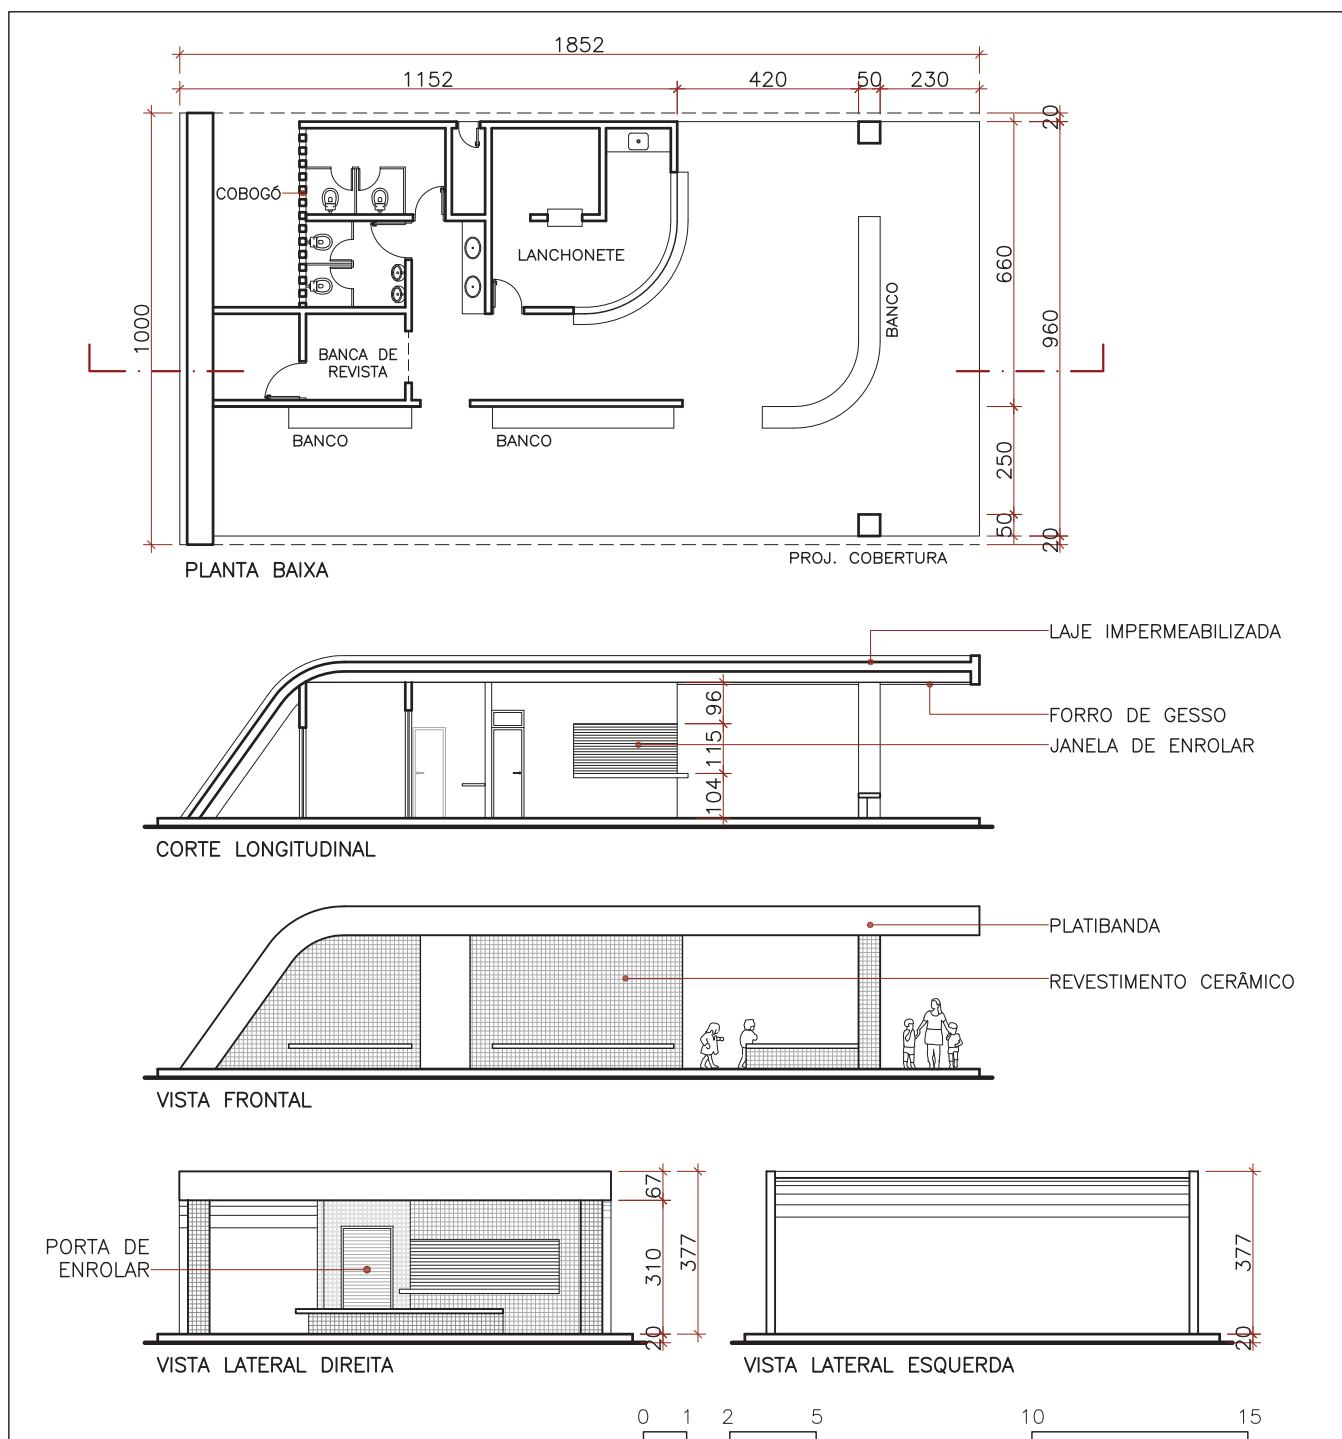 1852
1152
420
50
230
20
COBOGÓ
LANCHONETE
660
BANCO
960
1000
BANCA DE
REVISTA
BANCO
BANCO
250
50
20
PROJ. COBERTURA
PLANTA BAIXA
LAJE IMPERMEABILIZADA
96
FORRO DE GESSO
115
JANELA DE ENROLAR
104
CORTE LONGITUDINAL
PLATIBANDA
REVESTIMENTO CERÂMICO
VISTA FRONTAL
67
PORTA DE
ENROLAR
310
377
20
377
20
VISTA LATERAL DIREITA
VISTA LATERAL ESQUERDA
0 1 2 5 10 15